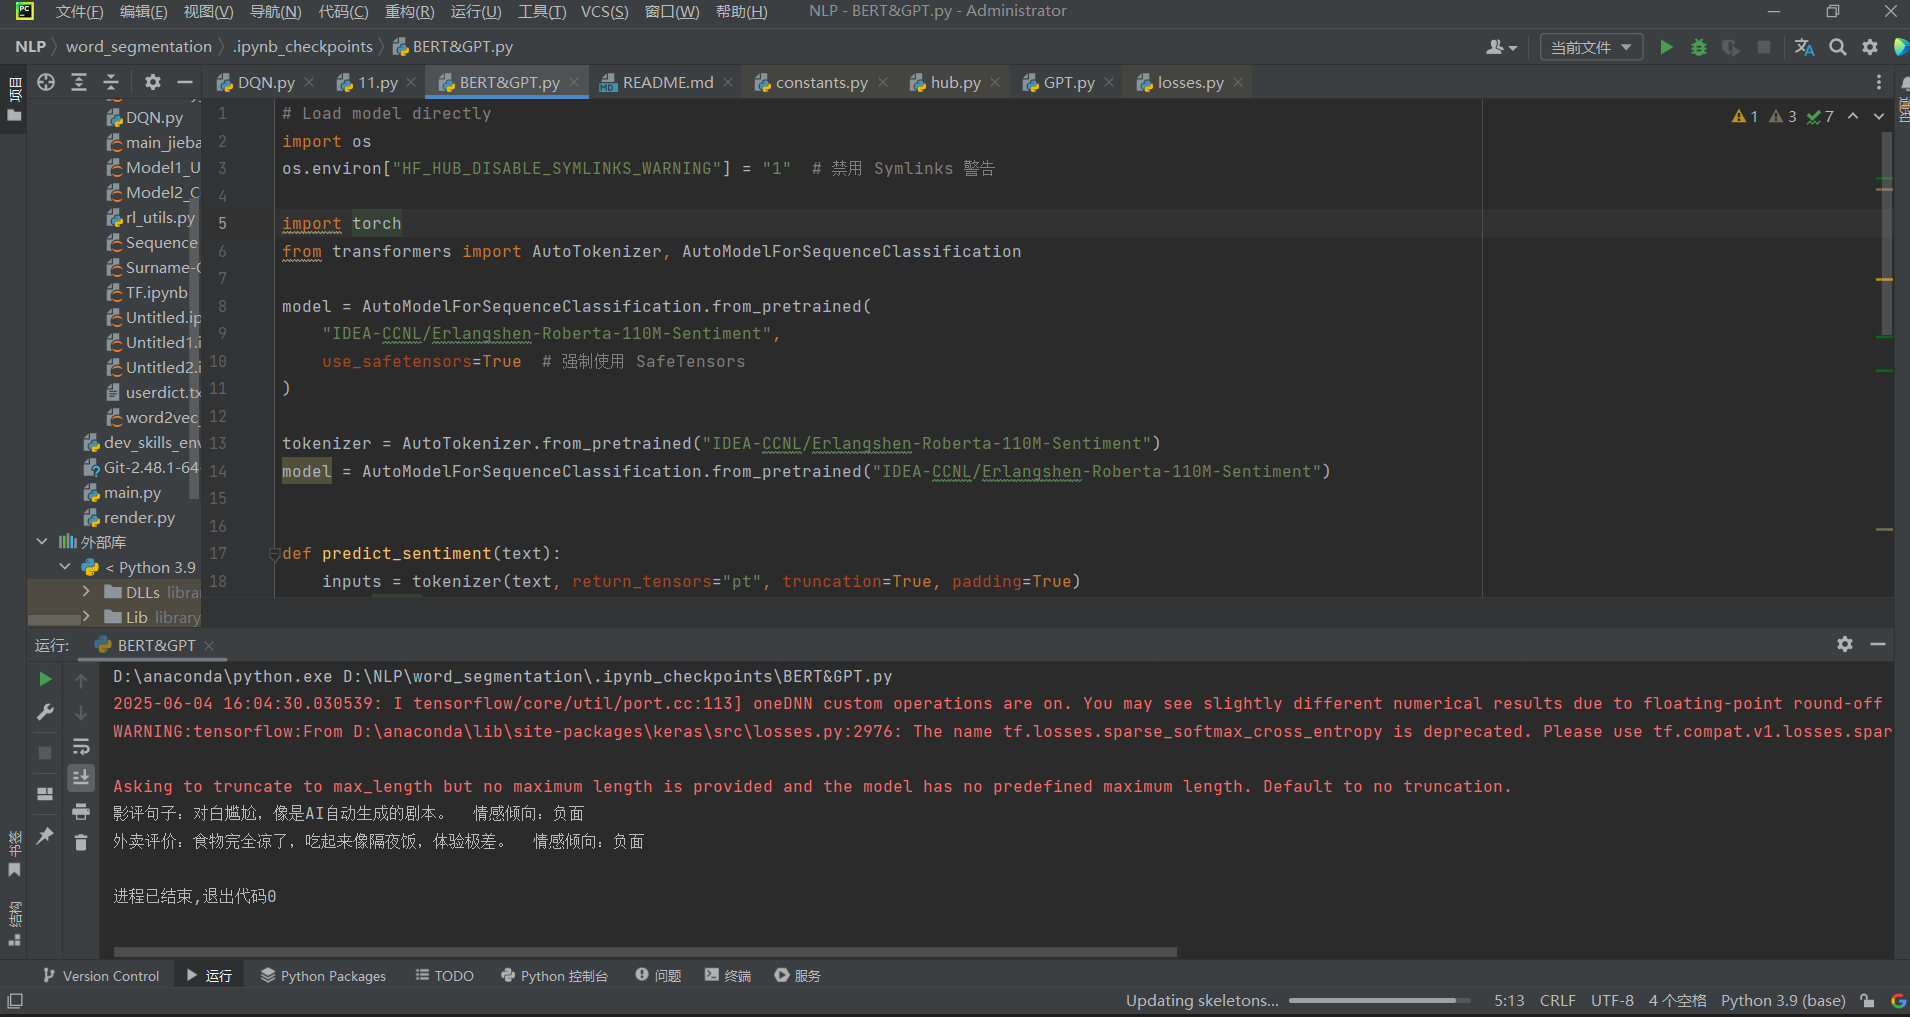 文件(F) 编辑(E) 视图(V) 导航(N) 代码(C) 重构(R) 运行(U) 工具(T) VCS(S) 窗口(W) 帮助(H) NLP - BERT&GPT.py - Administrator
NLP word_segmentation .ipynb_checkpoints BERT&GPT.py 当前文件
项目
DQN.py 11.py BERT&GPT.py README.md constants.py hub.py GPT.py losses.py
DQN.py
main_jieba
Model1_U
Model2_C
rl_utils.py
Sequence
Surname-C
TF.ipynb
Untitled.ip
Untitled1.i
Untitled2.i
userdict.tx
word2vec_
dev_skills_env
Git-2.48.1-64-
main.py
render.py
外部库
< Python 3.9
DLLs libra
Lib library
1 3 7
1 # Load model directly
2 import os
3 os.environ["HF_HUB_DISABLE_SYMLINKS_WARNING"] = "1"  # 禁用 Symlinks 警告
4
5 import torch
6 from transformers import AutoTokenizer, AutoModelForSequenceClassification
7
8 model = AutoModelForSequenceClassification.from_pretrained(
9 "IDEA-CCNL/Erlangshen-Roberta-110M-Sentiment",
10 use_safetensors=True  # 强制使用 SafeTensors
11 )
12
13 tokenizer = AutoTokenizer.from_pretrained("IDEA-CCNL/Erlangshen-Roberta-110M-Sentiment")
14 model = AutoModelForSequenceClassification.from_pretrained("IDEA-CCNL/Erlangshen-Roberta-110M-Sentiment")
15
16
17 def predict_sentiment(text):
18 inputs = tokenizer(text, return_tensors="pt", truncation=True, padding=True)
运行: BERT&GPT
D:\anaconda\python.exe D:\NLP\word_segmentation\.ipynb_checkpoints\BERT&GPT.py
2025-06-04 16:04:30.030539: I tensorflow/core/util/port.cc:113] oneDNN custom operations are on. You may see slightly different numerical results due to floating-point round-off
WARNING:tensorflow:From D:\anaconda\lib\site-packages\keras\src\losses.py:2976: The name tf.losses.sparse_softmax_cross_entropy is deprecated. Please use tf.compat.v1.losses.spar
Asking to truncate to max_length but no maximum length is provided and the model has no predefined maximum length. Default to no truncation.
影评句子: 对白尴尬，像是AI自动生成的剧本。  情感倾向: 负面
外卖评价: 食物完全凉了，吃起来像隔夜饭，体验极差。  情感倾向: 负面
进程已结束,退出代码0
书签
结构
Version Control 运行 Python Packages TODO Python 控制台 问题 终端 服务
Updating skeletons... 5:13 CRLF UTF-8 4 个空格 Python 3.9 (base)